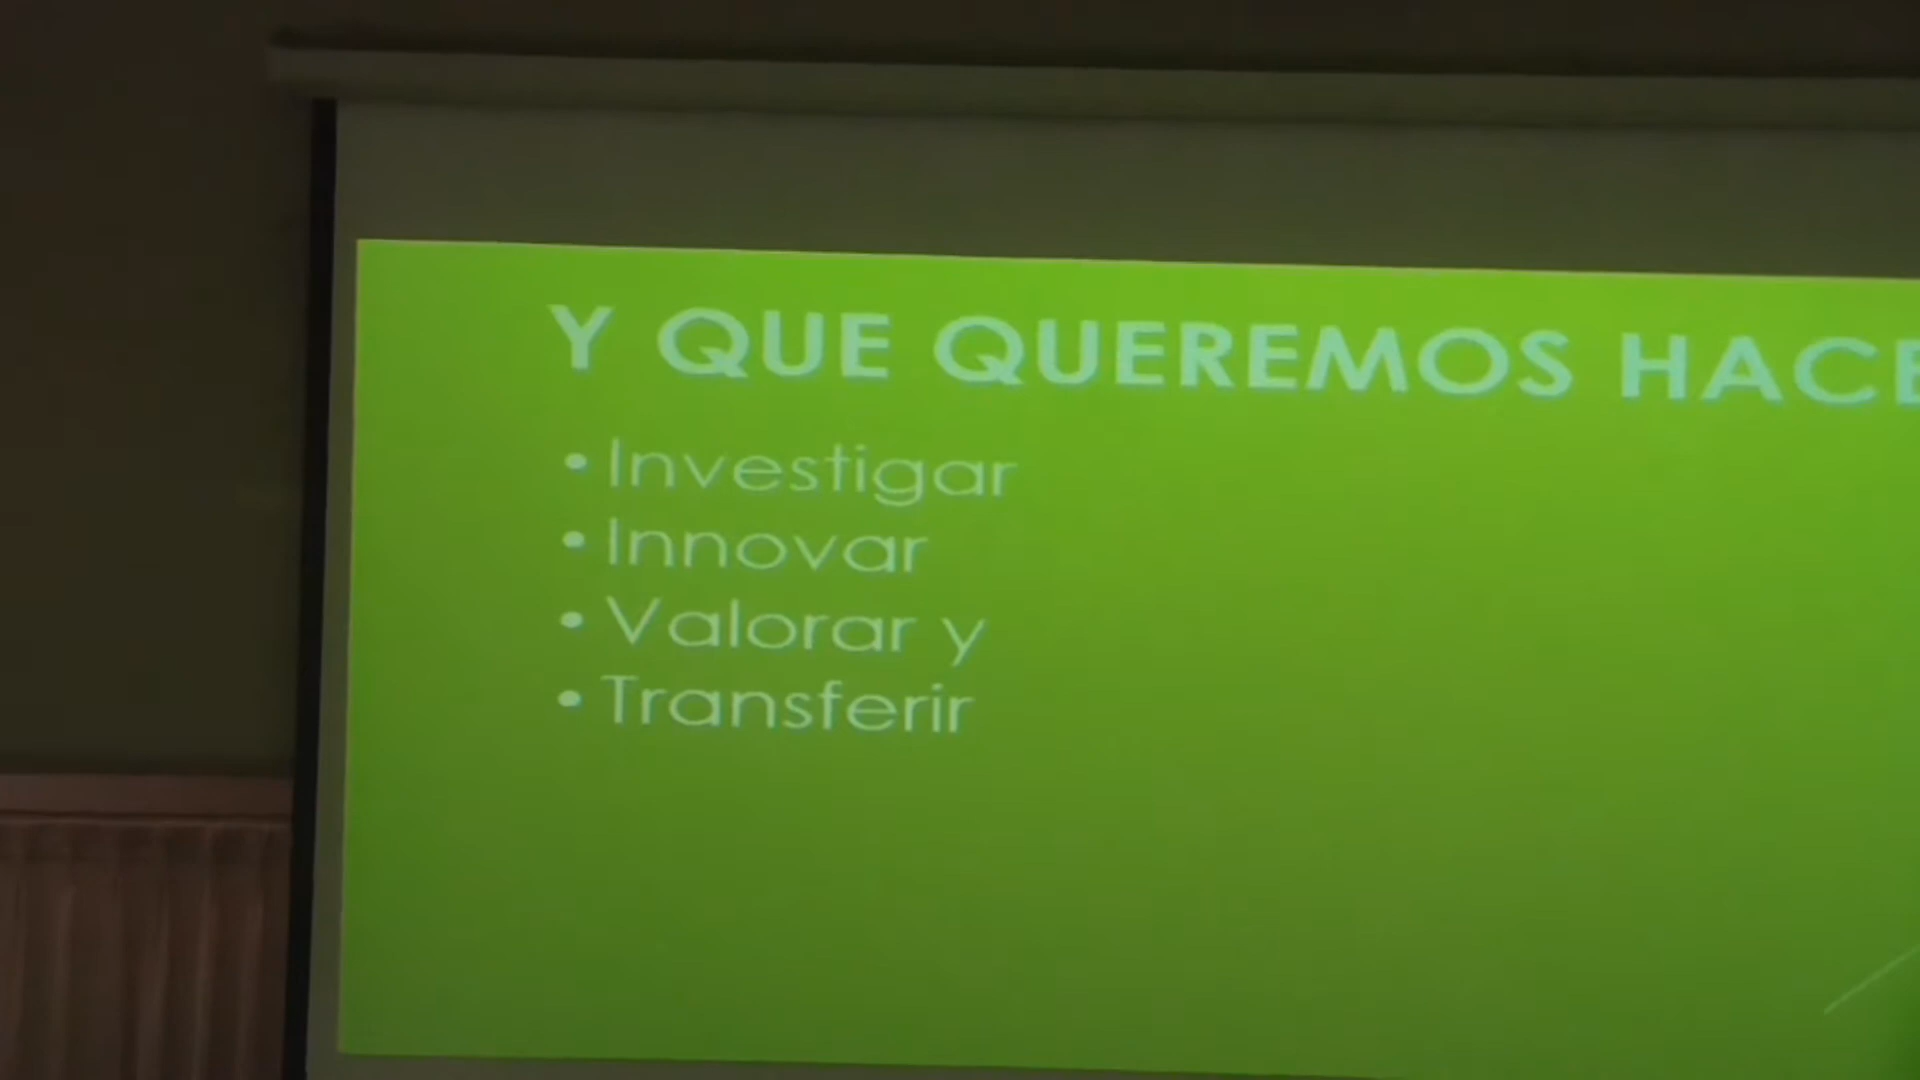 Y QUE QUEREMOS HACE
• Investigar
• Innovar
• Valorar y
• Transferir